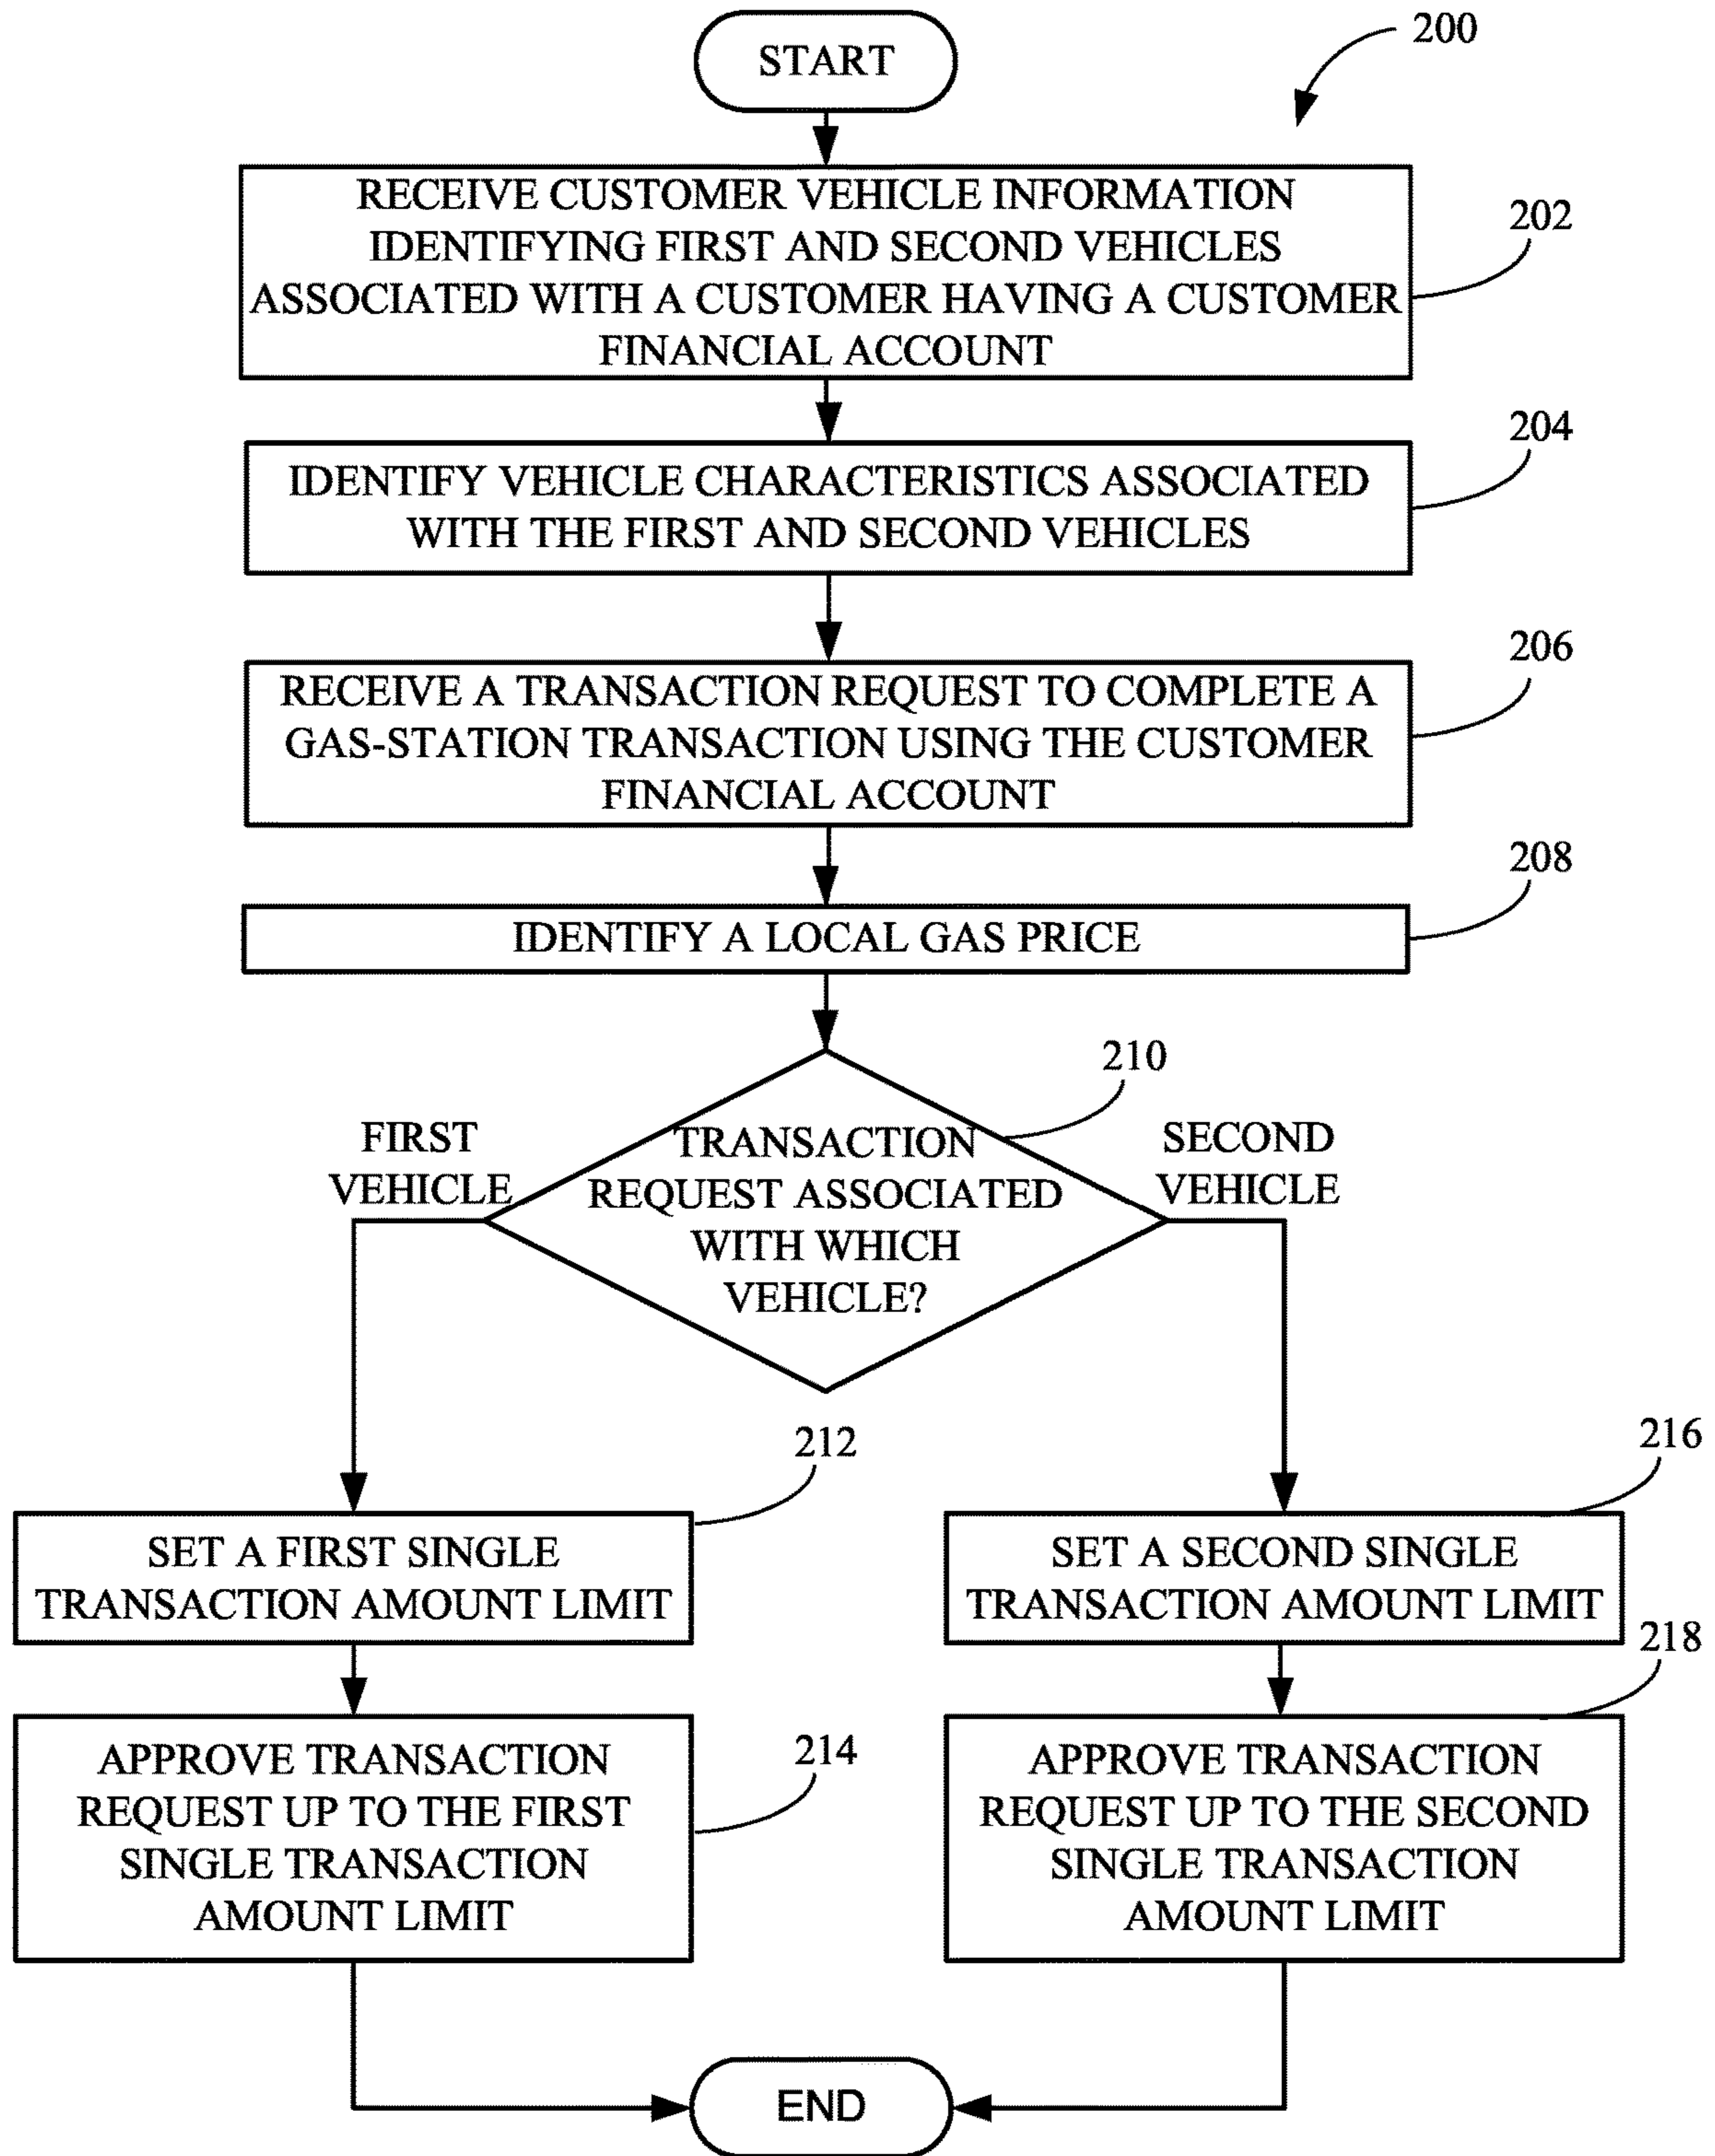 START
200
RECEIVE CUSTOMER VEHICLE INFORMATION
IDENTIFYING FIRST AND SECOND VEHICLES
ASSOCIATED WITH A CUSTOMER HAVING A CUSTOMER
FINANCIAL ACCOUNT
202
IDENTIFY VEHICLE CHARACTERISTICS ASSOCIATED
WITH THE FIRST AND SECOND VEHICLES
204
RECEIVE A TRANSACTION REQUEST TO COMPLETE A
GAS-STATION TRANSACTION USING THE CUSTOMER
FINANCIAL ACCOUNT
206
IDENTIFY A LOCAL GAS PRICE
208
TRANSACTION
REQUEST ASSOCIATED
WITH WHICH
VEHICLE?
210
FIRST
VEHICLE
SECOND
VEHICLE
SET A FIRST SINGLE
TRANSACTION AMOUNT LIMIT
212
APPROVE TRANSACTION
REQUEST UP TO THE FIRST
SINGLE TRANSACTION
AMOUNT LIMIT
214
SET A SECOND SINGLE
TRANSACTION AMOUNT LIMIT
216
APPROVE TRANSACTION
REQUEST UP TO THE SECOND
SINGLE TRANSACTION
AMOUNT LIMIT
218
END